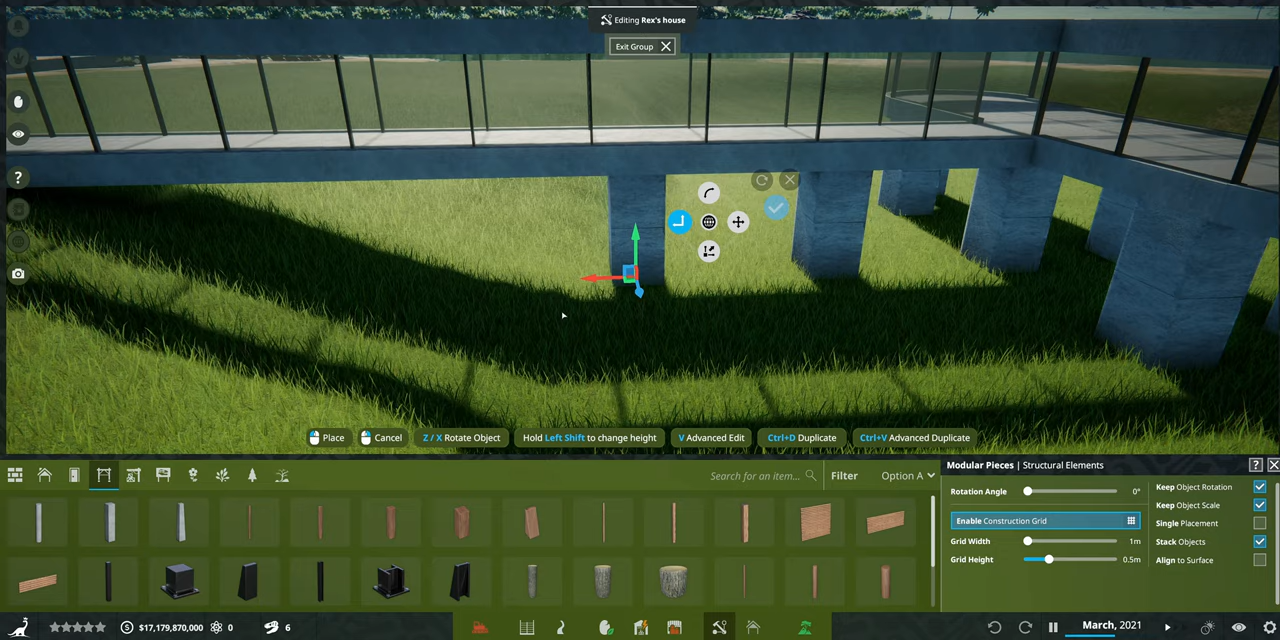 Editing Rex's house
Exit Group
?
Place
Cancel
Z / X Rotate Object
Hold Left Shift to change height
V Advanced Edit
Ctrl+D Duplicate
Ctrl+V Advanced Duplicate
Search for an item...
Filter
Option A
Modular Pieces | Structural Elements
?
Rotation Angle
0°
Keep Object Rotation
Keep Object Scale
Enable Construction Grid
Single Placement
Grid Width
1m
Stack Objects
Grid Height
0.5m
Align to Surface
$17,179,870,000
0
6
March, 2021